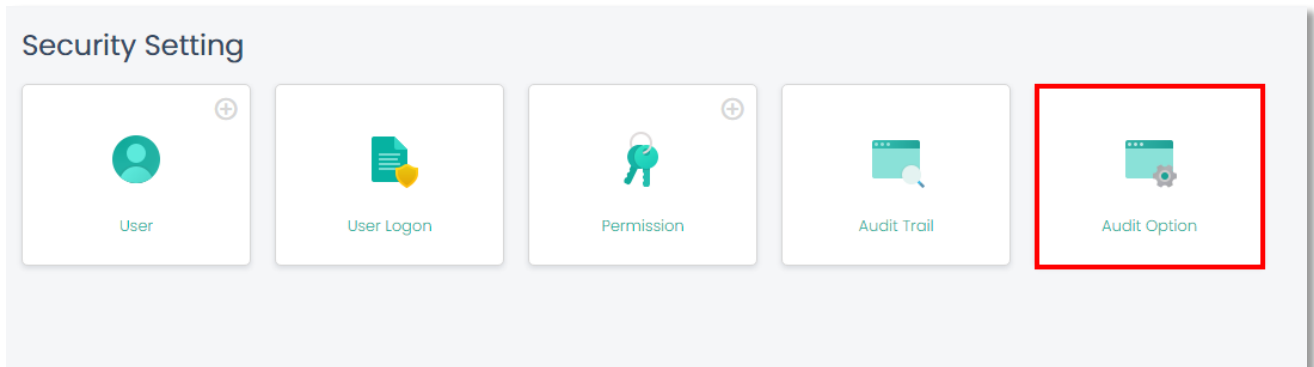 Security Setting
User
User Logon
Permission
Audit Trail
Audit Option